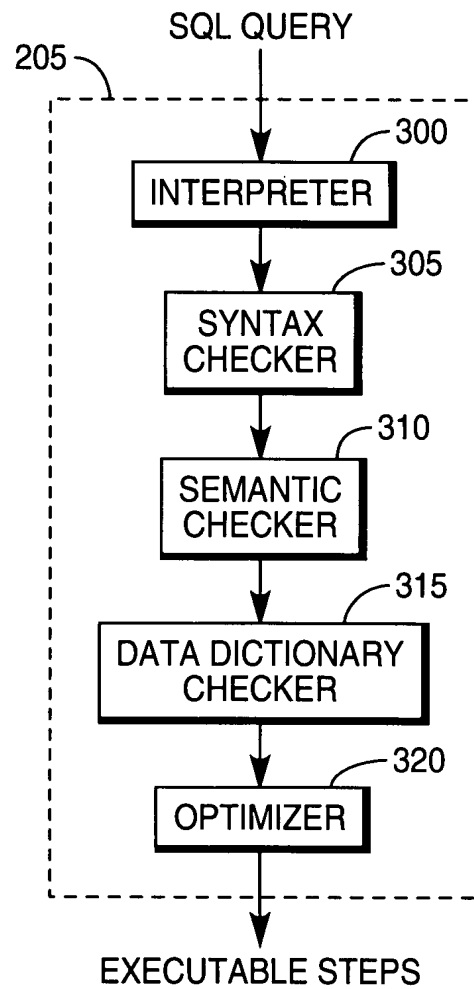 SQL QUERY
205
300
INTERPRETER
305
SYNTAX
CHECKER
310
SEMANTIC
CHECKER
315
DATA DICTIONARY
CHECKER
320
OPTIMIZER
EXECUTABLE STEPS